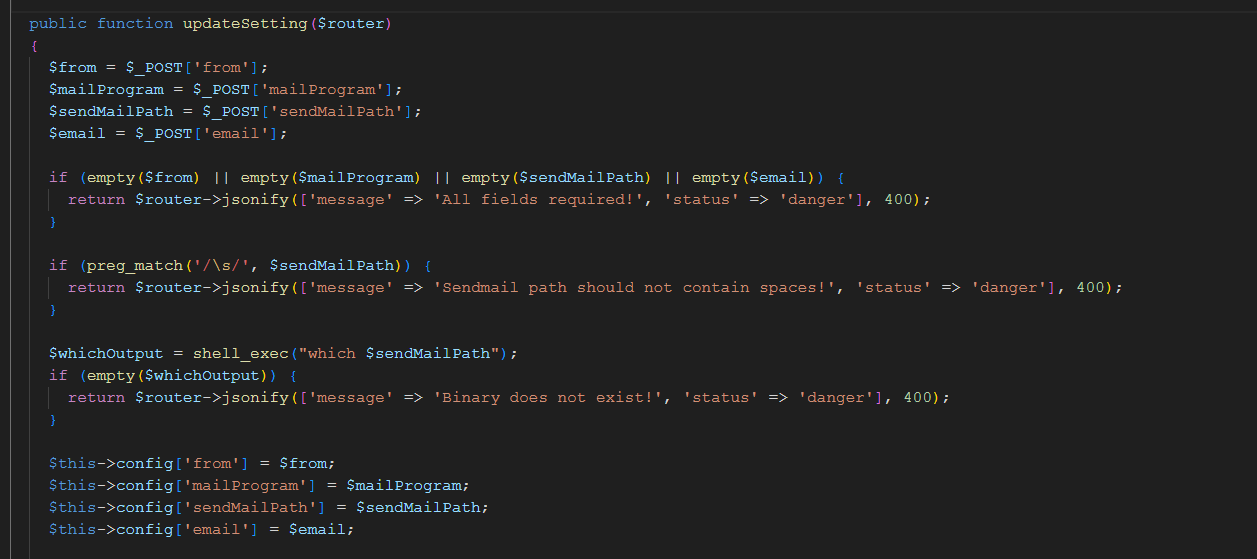 public function updateSetting($router)
{
$from = $_POST['from'];
$mailProgram = $_POST['mailProgram'];
$sendMailPath = $_POST['sendMailPath'];
$email = $_POST['email'];
if (empty($from) || empty($mailProgram) || empty($sendMailPath) || empty($email)) {
return $router->jsonify(['message' => 'All fields required!', 'status' => 'danger'], 400);
}
if (preg_match('/\s/', $sendMailPath)) {
return $router->jsonify(['message' => 'Sendmail path should not contain spaces!', 'status' => 'danger'], 400);
}
$whichOutput = shell_exec("which $sendMailPath");
if (empty($whichOutput)) {
return $router->jsonify(['message' => 'Binary does not exist!', 'status' => 'danger'], 400);
}
$this->config['from'] = $from;
$this->config['mailProgram'] = $mailProgram;
$this->config['sendMailPath'] = $sendMailPath;
$this->config['email'] = $email;